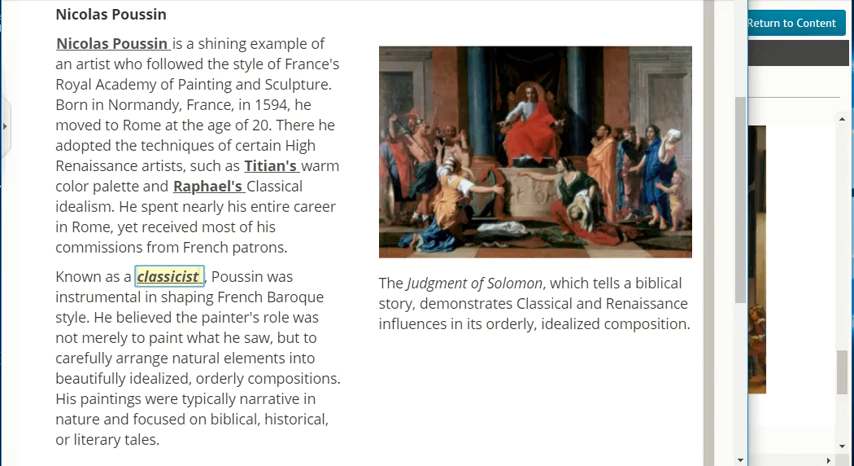 Nicolas Poussin
Nicolas Poussin is a shining example of
an artist who followed the style of France's
Royal Academy of Painting and Sculpture.
Born in Normandy, France, in 1594, he
moved to Rome at the age of 20. There he
adopted the techniques of certain High
Renaissance artists, such as Titian's warm
color palette and Raphael's Classical
idealism. He spent nearly his entire career
in Rome, yet received most of his
commissions from French patrons.
Known as a classicist , Poussin was
instrumental in shaping French Baroque
style. He believed the painter's role was
not merely to paint what he saw, but to
carefully arrange natural elements into
beautifully idealized, orderly compositions.
His paintings were typically narrative in
nature and focused on biblical, historical,
or literary tales.
The Judgment of Solomon, which tells a biblical
story, demonstrates Classical and Renaissance
influences in its orderly, idealized composition.
Return to Content